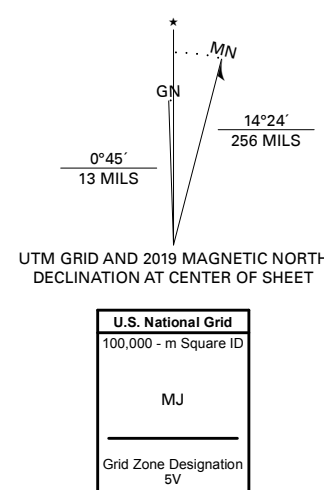 ★
MN
GN
14°24´
256 MILS
0°45´
13 MILS
UTM GRID AND 2019 MAGNETIC NORTH
DECLINATION AT CENTER OF SHEET
U.S. National Grid
100,000 - m Square ID
MJ
Grid Zone Designation
5V